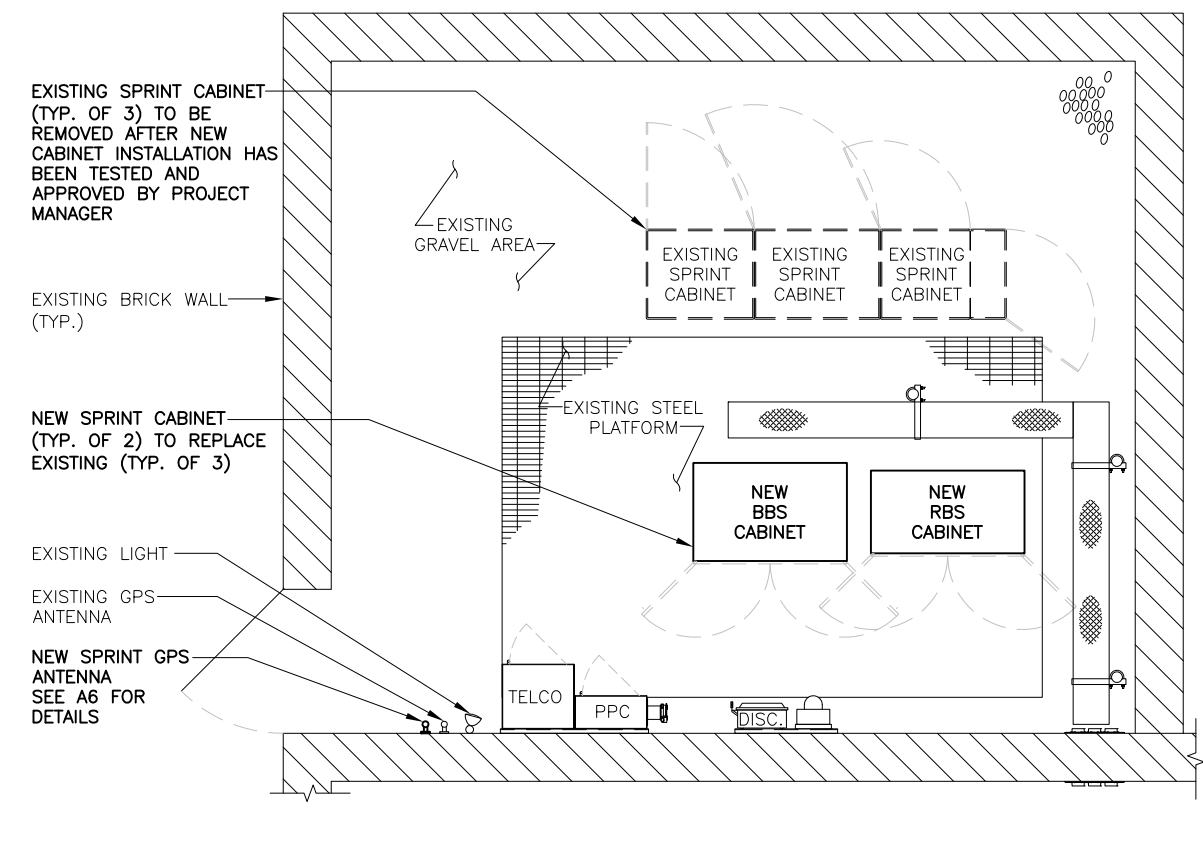 EXISTING SPRINT CABINET
(TYP. OF 3) TO BE
REMOVED AFTER NEW
CABINET INSTALLATION HAS
BEEN TESTED AND
APPROVED BY PROJECT
MANAGER
EXISTING
GRAVEL AREA
EXISTING
SPRINT
CABINET
EXISTING
SPRINT
CABINET
EXISTING
SPRINT
CABINET
EXISTING BRICK WALL
(TYP.)
NEW SPRINT CABINET
(TYP. OF 2) TO REPLACE
EXISTING (TYP. OF 3)
EXISTING STEEL
PLATFORM
NEW
BBS
CABINET
NEW
RBS
CABINET
EXISTING LIGHT
EXISTING GPS
ANTENNA
NEW SPRINT GPS
ANTENNA
SEE A6 FOR
DETAILS
TELCO
PPC
DISC.